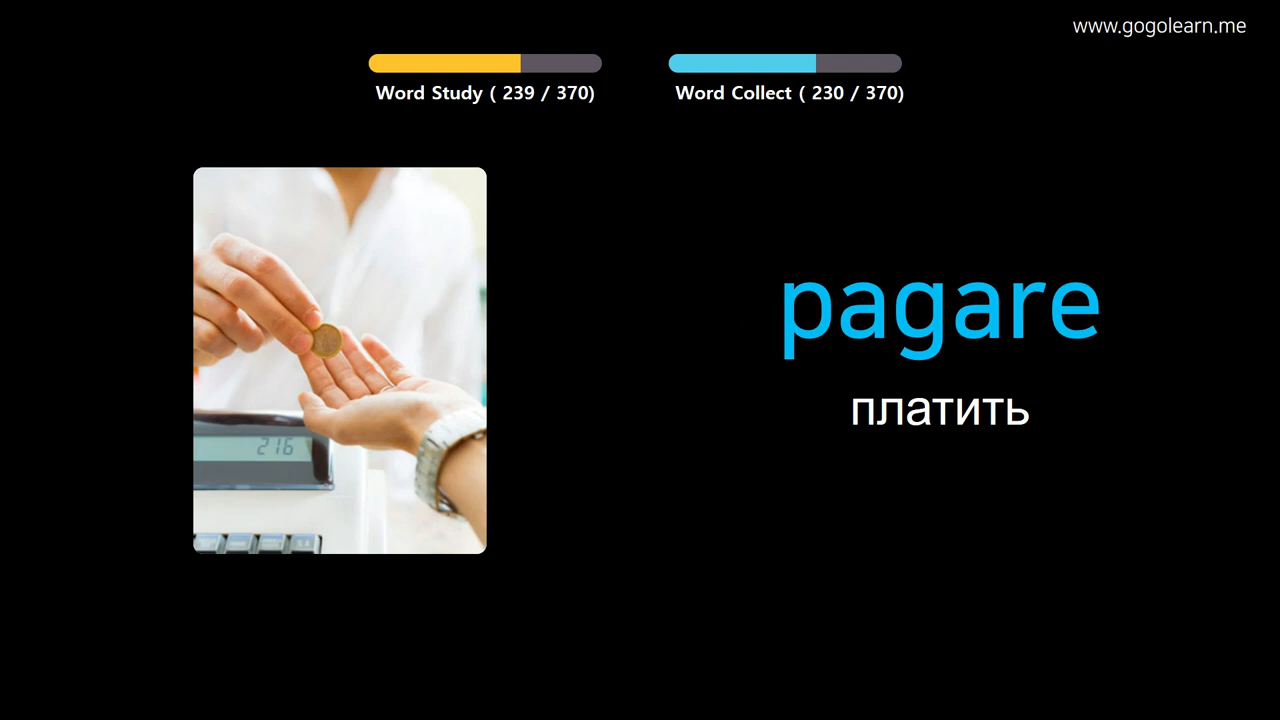 www.gogolearn.me
Word Study ( 239 / 370)
Word Collect ( 230 / 370)
216
pagare
платить